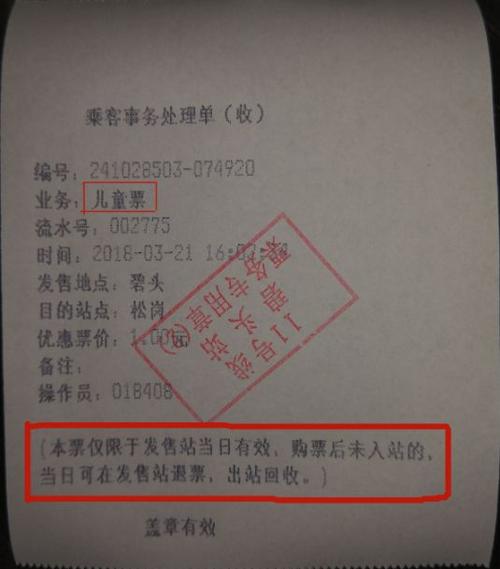 乘客事务处理单（收）
编号：241028503-074920
业务：儿童票
流水号：002775
时间：2018-03-21
发售地点：碧头
目的站点：松岗
优惠票价：1.00元
备注：
操作员：018408
11号线
碧头站
票务专用章
（本票仅限于发售站当日有效，购票后未入站的，
当日可在发售站退票，出站回收。）
盖章有效